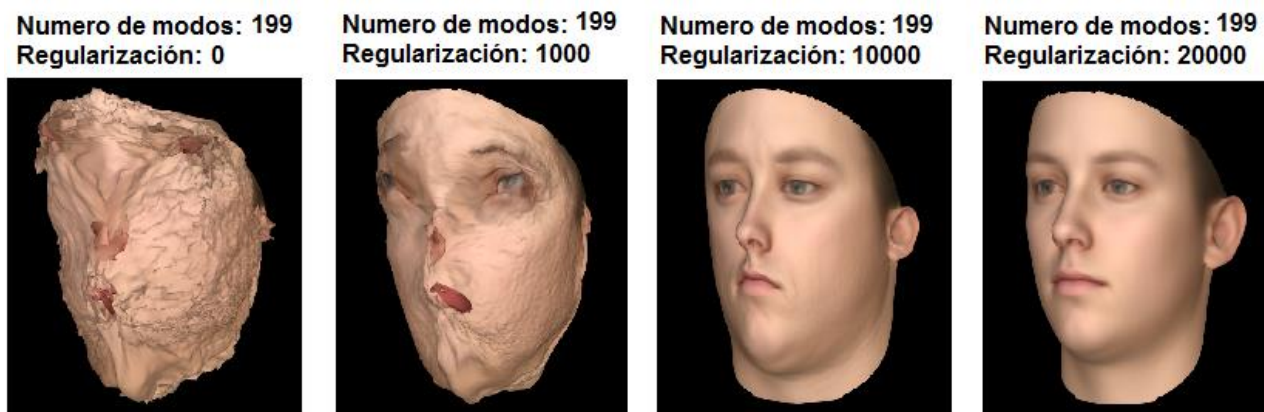 Numero de modos: 199
Regularización: 0
Numero de modos: 199
Regularización: 1000
Numero de modos: 199
Regularización: 10000
Numero de modos: 199
Regularización: 20000